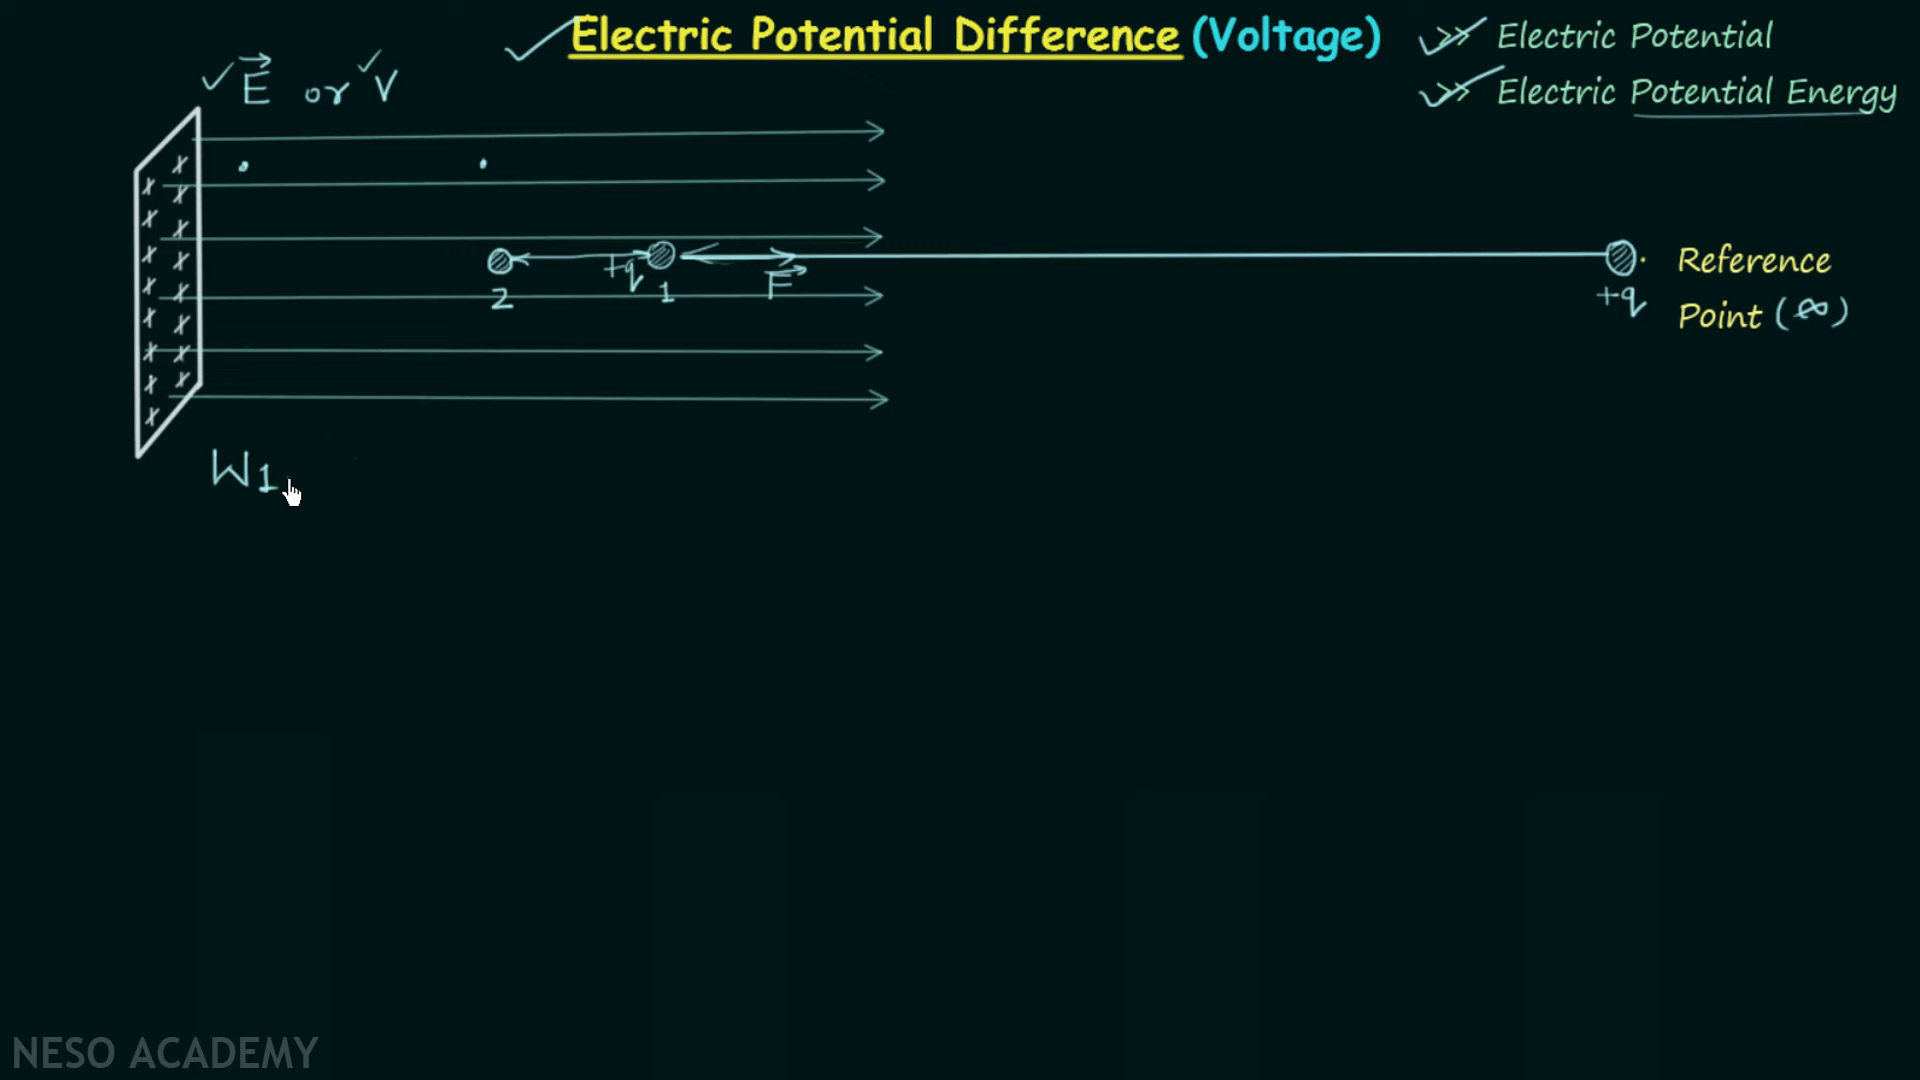 Electric Potential Difference (Voltage)
>> Electric Potential
>> Electric Potential Energy
E or V
+q
2
1
F
+q
Reference
Point (∞)
W1
NESO ACADEMY